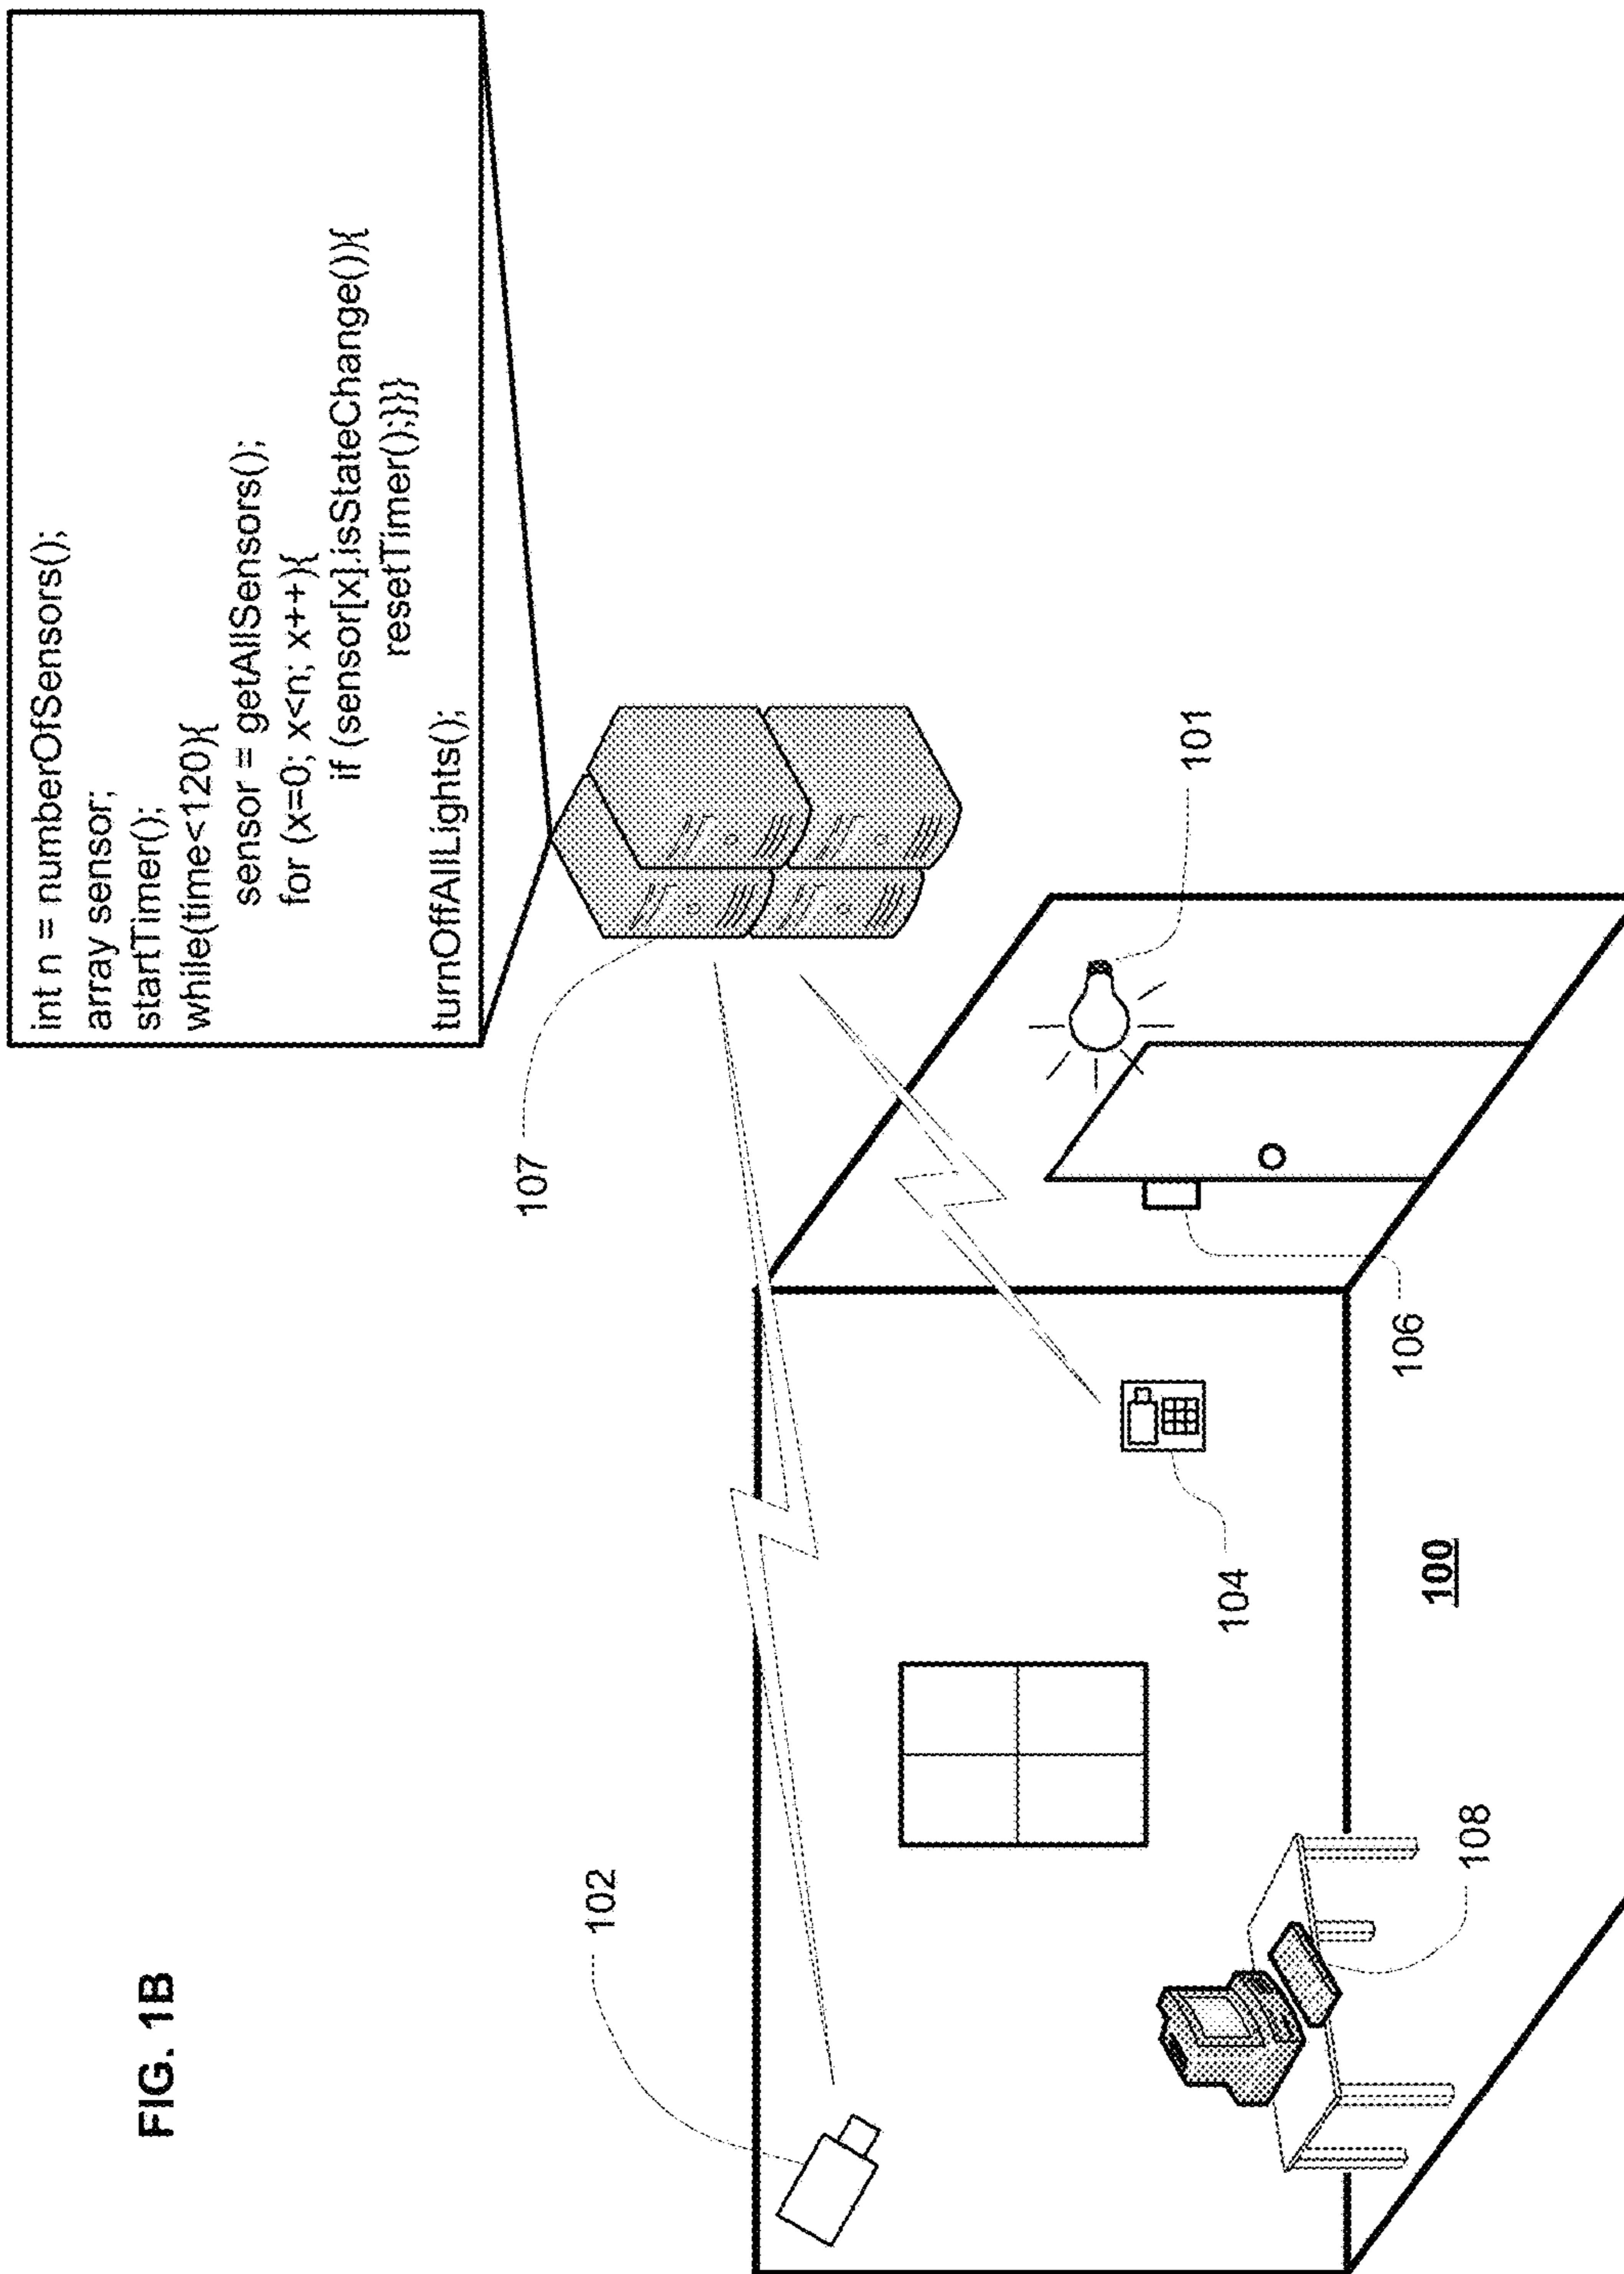 FIG. 1B
int n = numberOfSensors();
array sensor;
startTimer();
while(time<120){
sensor = getAllSensors();
for (x=0; x<n; x++){
if (sensor[x].isStateChange()){
resetTimer();}}}
turnOffAllLights();
107
102
101
106
104
100
108